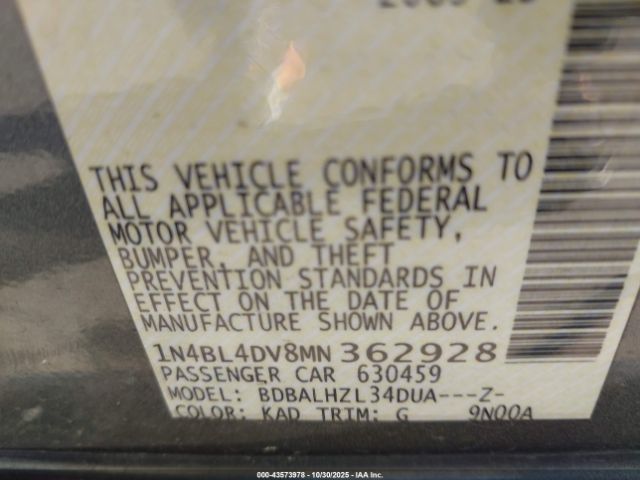 THIS VEHICLE CONFORMS TO
ALL APPLICABLE FEDERAL
MOTOR VEHICLE SAFETY,
BUMPER, AND THEFT
PREVENTION STANDARDS IN
EFFECT ON THE DATE OF
MANUFACTURE SHOWN ABOVE.
1N4BL4DV8MN 362928
PASSENGER CAR 630459
MODEL: BDBALHZL34DUA---Z-
COLOR: KAD TRIM: G 9N00A
000-43573978 - 10/30/2025 - © IAA Inc.